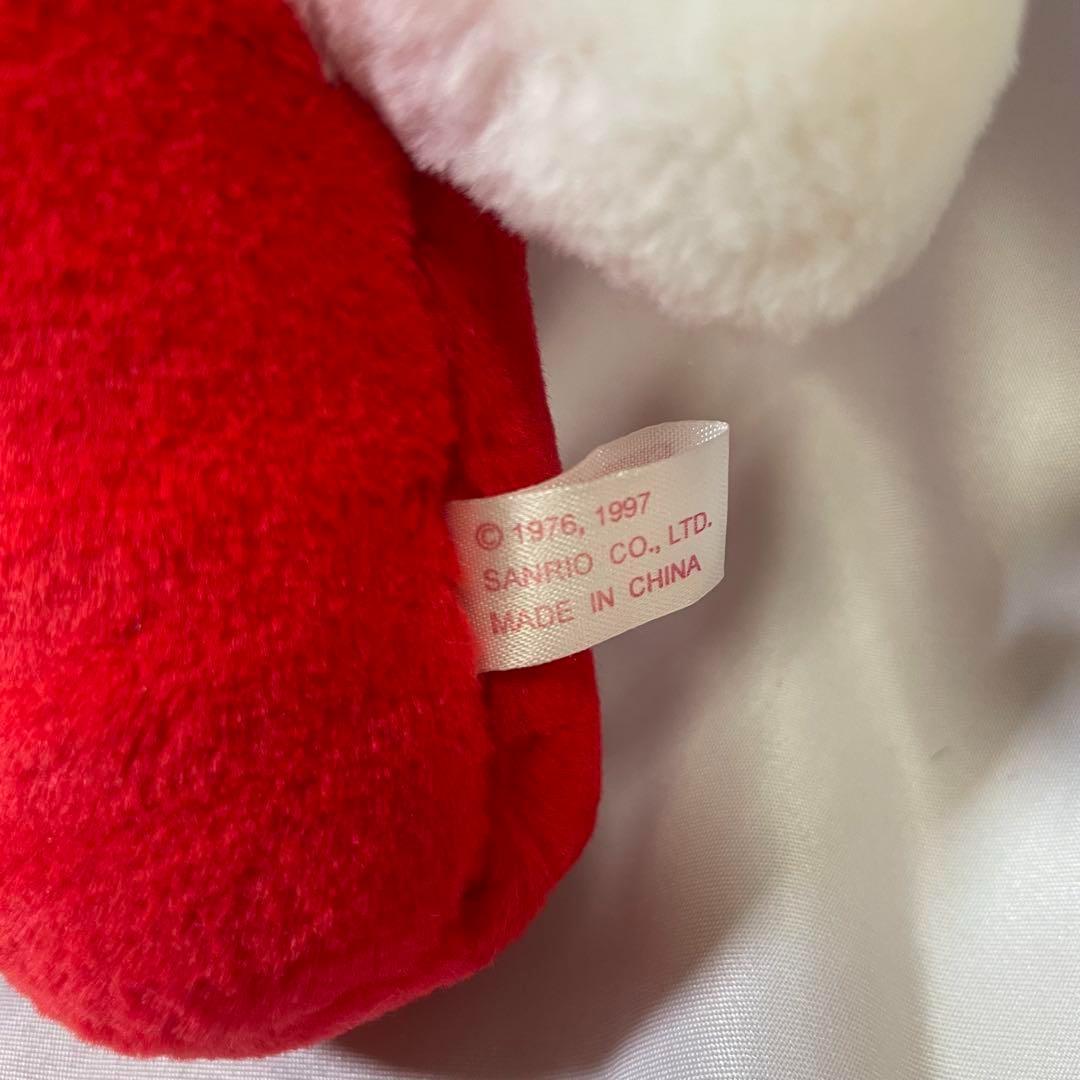 © 1976, 1997
SANRIO CO., LTD.
MADE IN CHINA